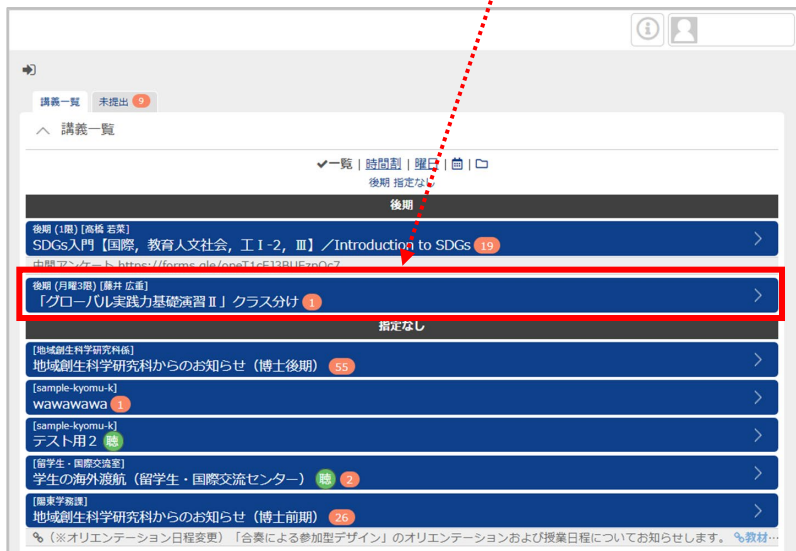 講義一覧 未提出 9
講義一覧
✔一覧 | 時間割 | 曜日 | |
後期 指定なし
後期
後期 (1限) [高橋 若菜]
SDGs入門【国際，教育人文社会，工Ⅰ-2，Ⅲ】／Introduction to SDGs 19
中間アンケート
後期 (月曜3限) [藤井 広重]
「グローバル実践力基礎演習Ⅱ」クラス分け 1
指定なし
[地域創生科学研究科係]
地域創生科学研究科からのお知らせ（博士後期） 55
[sample-kyomu-k]
wawawawa 1
[sample-kyomu-k]
テスト用２ 聴
[留学生・国際交流室]
学生の海外渡航（留学生・国際交流センター） 聴 2
[陽東学務課]
地域創生科学研究科からのお知らせ（博士前期） 26
（※オリエンテーション日程変更）「合奏による参加型デザイン」のオリエンテーションおよび授業日程についてお知らせします。 教材…